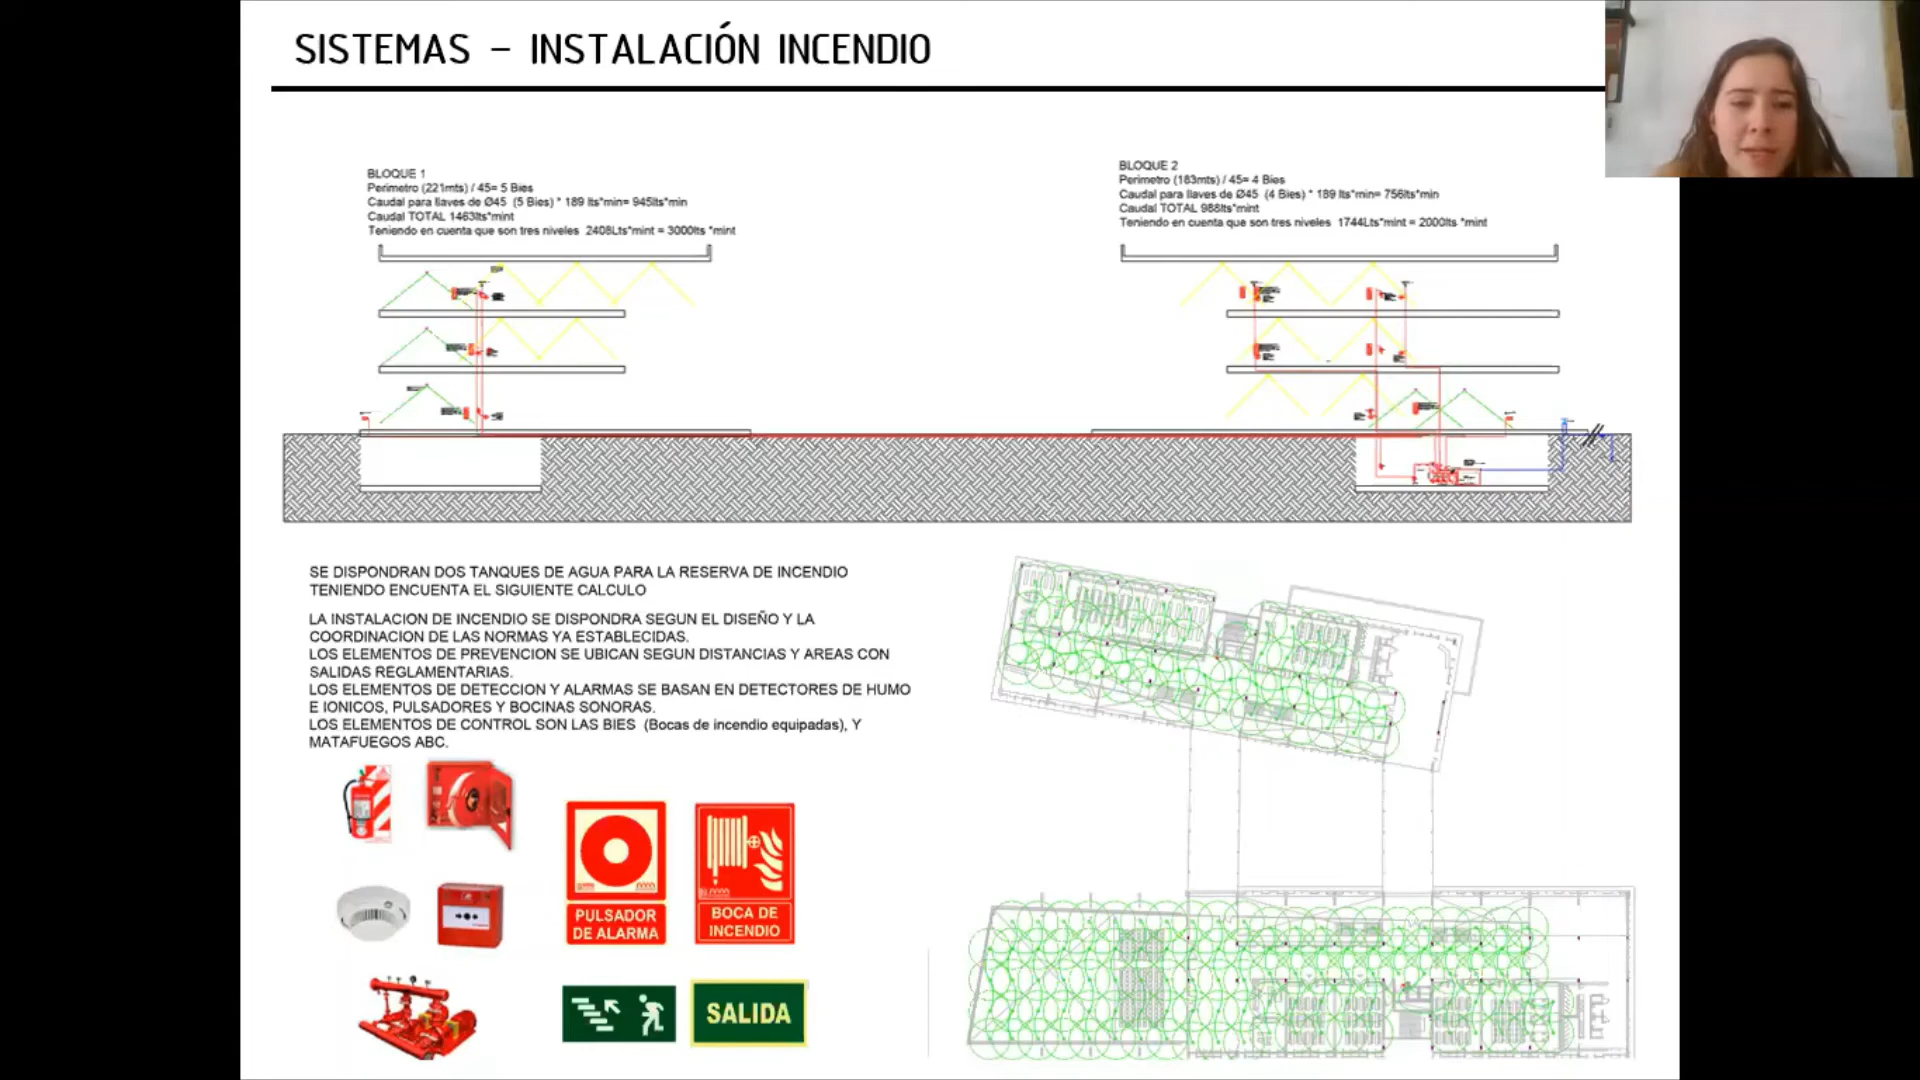 SISTEMAS - INSTALACIÓN INCENDIO
BLOQUE 1
Perimetro (221mts) / 45= 5 Bies
Caudal para llaves de Ø45 (5 Bies) * 189 lts*min= 945lts*min
Caudal TOTAL 1463lts*mint
Teniendo en cuenta que son tres niveles 2408Lts*mint = 3000lts *mint
BLOQUE 2
Perimetro (183mts) / 45= 4 Bies
Caudal para llaves de Ø45 (4 Bies) * 189 lts*min= 756lts*min
Caudal TOTAL 988lts*mint
Teniendo en cuenta que son tres niveles 1744Lts*mint = 2000lts *mint
SE DISPONDRAN DOS TANQUES DE AGUA PARA LA RESERVA DE INCENDIO
TENIENDO ENCUENTA EL SIGUIENTE CALCULO
LA INSTALACION DE INCENDIO SE DISPONDRA SEGUN EL DISEÑO Y LA
COORDINACION DE LAS NORMAS YA ESTABLECIDAS.
LOS ELEMENTOS DE PREVENCION SE UBICAN SEGUN DISTANCIAS Y AREAS CON
SALIDAS REGLAMENTARIAS.
LOS ELEMENTOS DE DETECCION Y ALARMAS SE BASAN EN DETECTORES DE HUMO
E IONICOS, PULSADORES Y BOCINAS SONORAS.
LOS ELEMENTOS DE CONTROL SON LAS BIES (Bocas de incendio equipadas), Y
MATAFUEGOS ABC.
PULSADOR
DE ALARMA
BOCA DE
INCENDIO
SALIDA